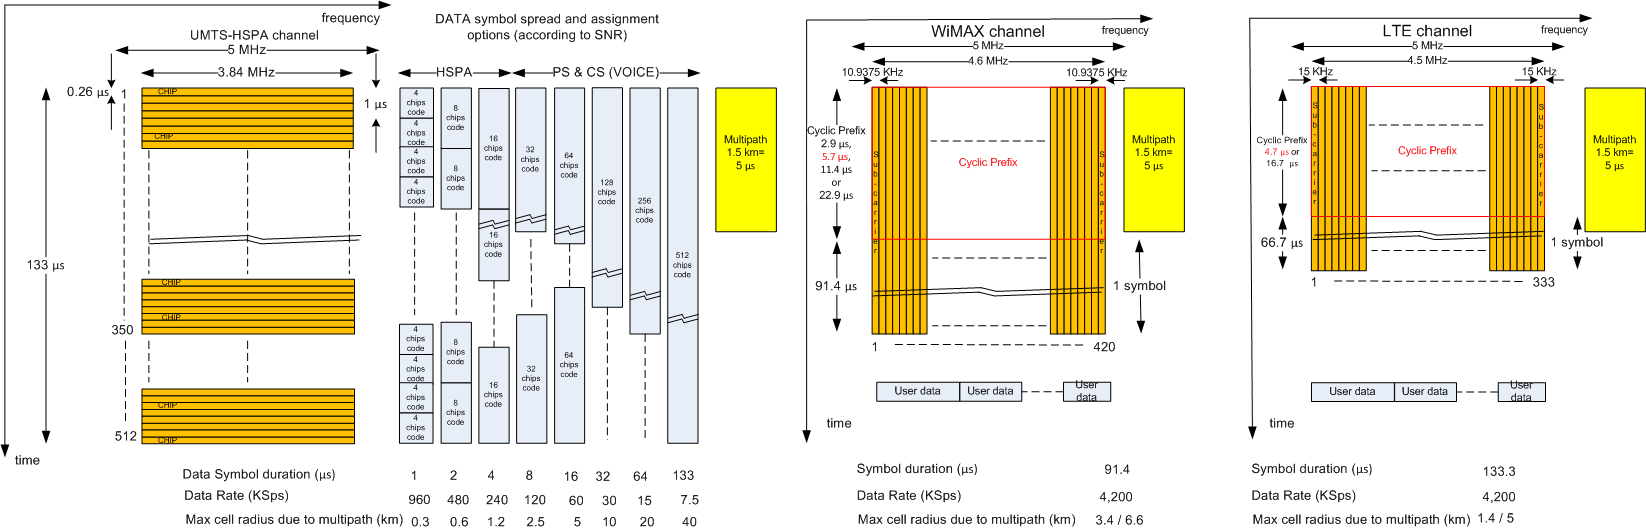 frequency
UMTS-HSPA channel
5 MHz
3.84 MHz
0.26 µs
1
CHIP
CHIP
1 µs
133 µs
CHIP
CHIP
350
CHIP
512
CHIP
time
DATA symbol spread and assignment
options (according to SNR)
HSPA
PS & CS (VOICE)
4
chips
code
4
chips
code
4
chips
code
4
chips
code
8
chips
code
8
chips
code
16
chips
code
16
chips
code
32
chips
code
64
chips
code
128
chips
code
256
chips
code
512
chips
code
4
chips
code
4
chips
code
4
chips
code
4
chips
code
8
chips
code
8
chips
code
16
chips
code
32
chips
code
64
chips
code
Multipath
1.5 km=
5 µs
Data Symbol duration (µs) 1 2 4 8 16 32 64 133
Data Rate (KSps) 960 480 240 120 60 30 15 7.5
Max cell radius due to multipath (km) 0.3 0.6 1.2 2.5 5 10 20 40
WiMAX channel
frequency
5 MHz
4.6 MHz
10.9375 KHz
10.9375 KHz
Cyclic Prefix
2.9 µs,
5.7 µs,
11.4 µs
or
22.9 µs
Sub-carrier
Cyclic Prefix
Sub-carrier
Multipath
1.5 km=
5 µs
91.4 µs
1 symbol
1
420
User data
User data
User
data
time
Symbol duration (µs) 91.4
Data Rate (KSps) 4,200
Max cell radius due to multipath (km) 3.4 / 6.6
LTE channel
frequency
5 MHz
4.5 MHz
15 KHz
15 KHz
Cyclic Prefix
4.7 µs or
16.7 µs
Sub-carrier
Cyclic Prefix
Sub-carrier
Multipath
1.5 km=
5 µs
66.7 µs
1 symbol
1
333
User data
User data
User
data
time
Symbol duration (µs) 133.3
Data Rate (KSps) 4,200
Max cell radius due to multipath (km) 1.4 / 5